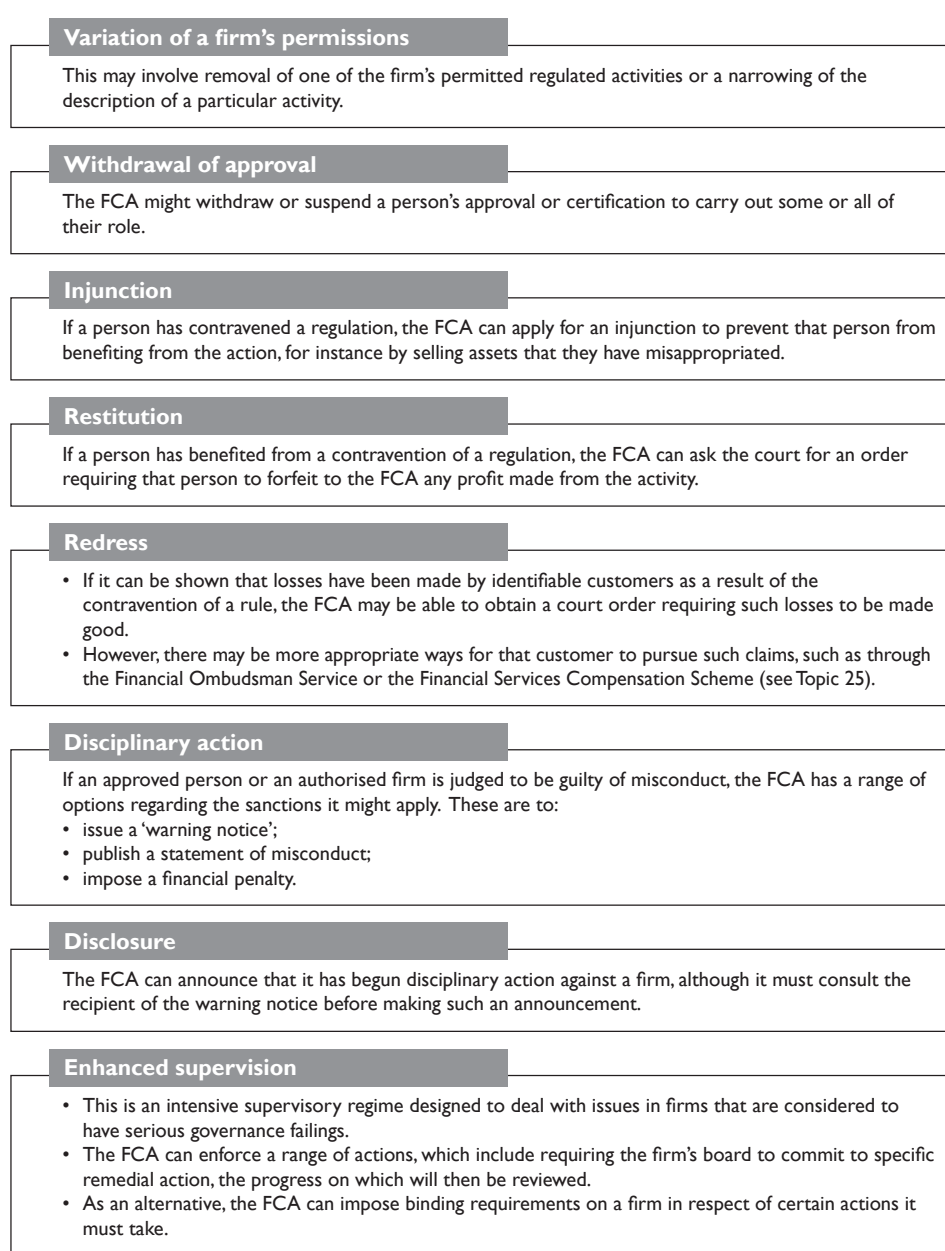 Variation of a firm's permissions
This may involve removal of one of the firm's permitted regulated activities or a narrowing of the
description of a particular activity.
Withdrawal of approval
The FCA might withdraw or suspend a person's approval or certification to carry out some or all of
their role.
Injunction
If a person has contravened a regulation, the FCA can apply for an injunction to prevent that person from
benefiting from the action, for instance by selling assets that they have misappropriated.
Restitution
If a person has benefited from a contravention of a regulation, the FCA can ask the court for an order
requiring that person to forfeit to the FCA any profit made from the activity.
Redress
• If it can be shown that losses have been made by identifiable customers as a result of the
contravention of a rule, the FCA may be able to obtain a court order requiring such losses to be made
good.
• However, there may be more appropriate ways for that customer to pursue such claims, such as through
the Financial Ombudsman Service or the Financial Services Compensation Scheme (see Topic 25).
Disciplinary action
If an approved person or an authorised firm is judged to be guilty of misconduct, the FCA has a range of
options regarding the sanctions it might apply. These are to:
• issue a 'warning notice';
• publish a statement of misconduct;
• impose a financial penalty.
Disclosure
The FCA can announce that it has begun disciplinary action against a firm, although it must consult the
recipient of the warning notice before making such an announcement.
Enhanced supervision
• This is an intensive supervisory regime designed to deal with issues in firms that are considered to
have serious governance failings.
• The FCA can enforce a range of actions, which include requiring the firm's board to commit to specific
remedial action, the progress on which will then be reviewed.
• As an alternative, the FCA can impose binding requirements on a firm in respect of certain actions it
must take.